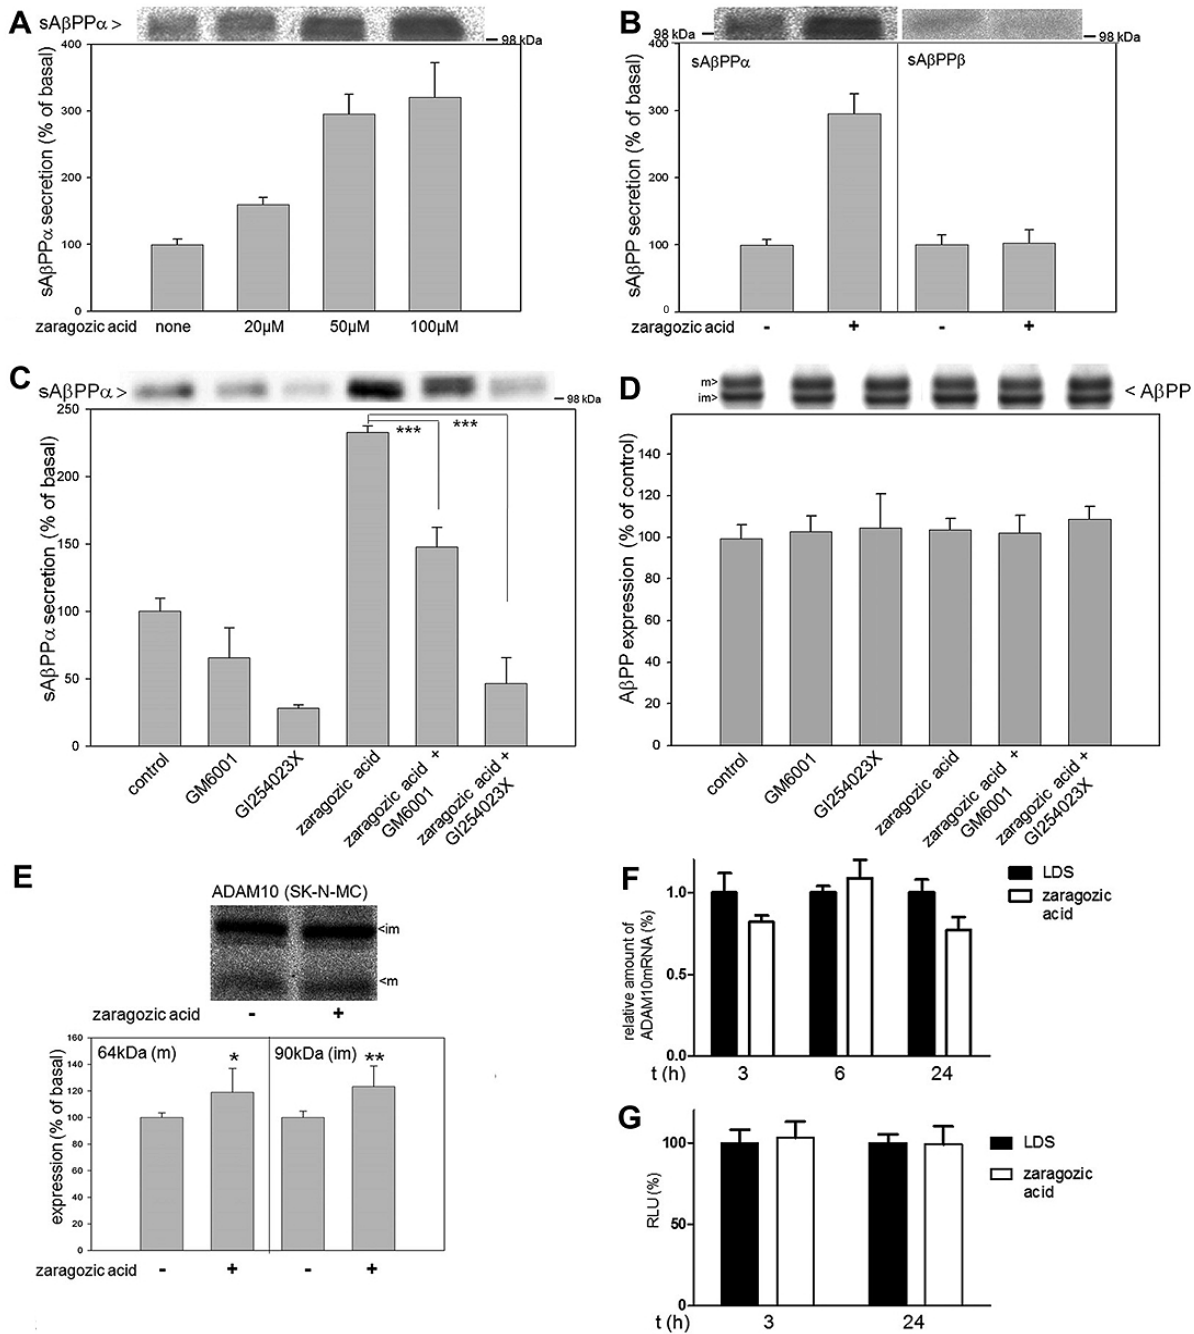 A
sAβPPα >
98 kDa
sAβPPα secretion (% of basal)
400
300
200
100
0
zaragozic acid none 20µM 50µM 100µM
B
98 kDa
98 kDa
sAβPP secretion (% of basal)
400
300
200
100
0
sAβPPα sAβPPβ
zaragozic acid - + - +
C
sAβPPα >
98 kDa
sAβPPα secretion (% of basal)
250
200
150
100
50
0
*** ***
control
GM6001
GI254023X
zaragozic acid
zaragozic acid +
GM6001
zaragozic acid +
GI254023X
D
m>
im>
< AβPP
AβPP expression (% of control)
140
120
100
80
60
40
20
0
control
GM6001
GI254023X
zaragozic acid
zaragozic acid +
GM6001
zaragozic acid +
GI254023X
E
ADAM10 (SK-N-MC)
<im
<m
zaragozic acid - +
expression (% of basal)
160
140
120
100
80
60
40
20
0
64kDa (m) * 90kDa (im) **
zaragozic acid - + - +
F
relative amount of
ADAM10mRNA (%)
1.0
0.5
0.0
t (h) 3 6 24
LDS
zaragozic
acid
G
RLU (%)
100
50
0
t (h) 3 24
LDS
zaragozic
acid